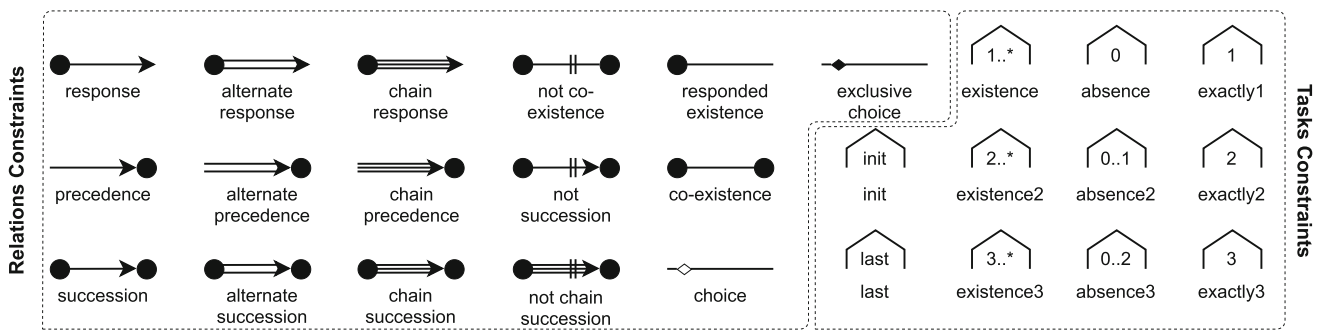 Relations Constraints
1..* 0 1
response alternate response chain response not co-existence responded existence exclusive choice existence absence exactly1
init 2..* 0..1 2
precedence alternate precedence chain precedence not succession co-existence init existence2 absence2 exactly2
last 3..* 0..2 3
succession alternate succession chain succession not chain succession choice last existence3 absence3 exactly3
Tasks Constraints